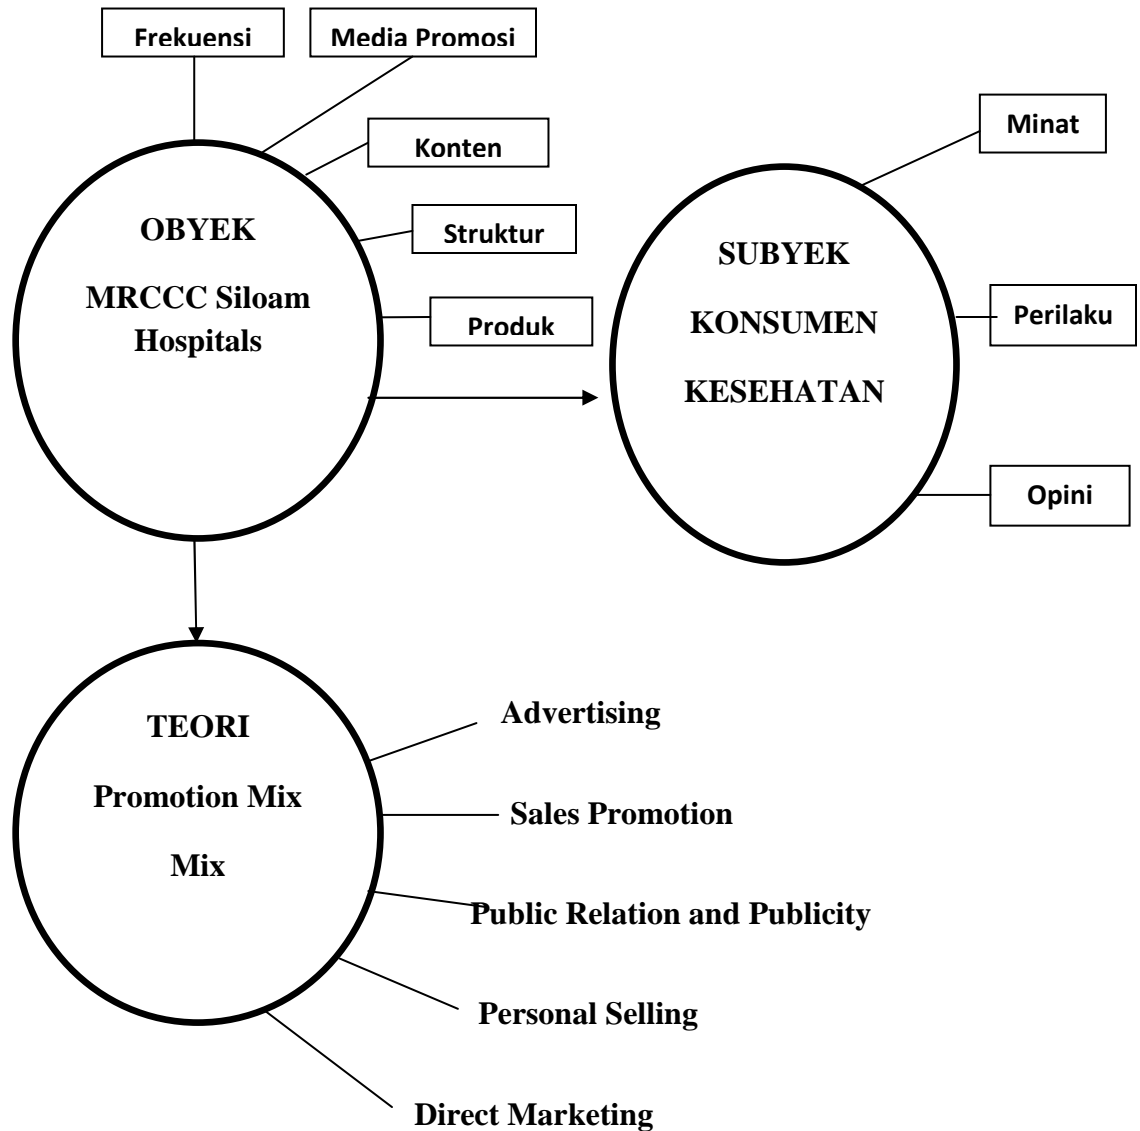 Frekuensi
Media Promosi
Konten
Struktur
Produk
OBYEK
MRCCC Siloam
Hospitals
Minat
Perilaku
Opini
SUBYEK
KONSUMEN
KESEHATAN
TEORI
Promotion Mix
Mix
Advertising
Sales Promotion
Public Relation and Publicity
Personal Selling
Direct Marketing